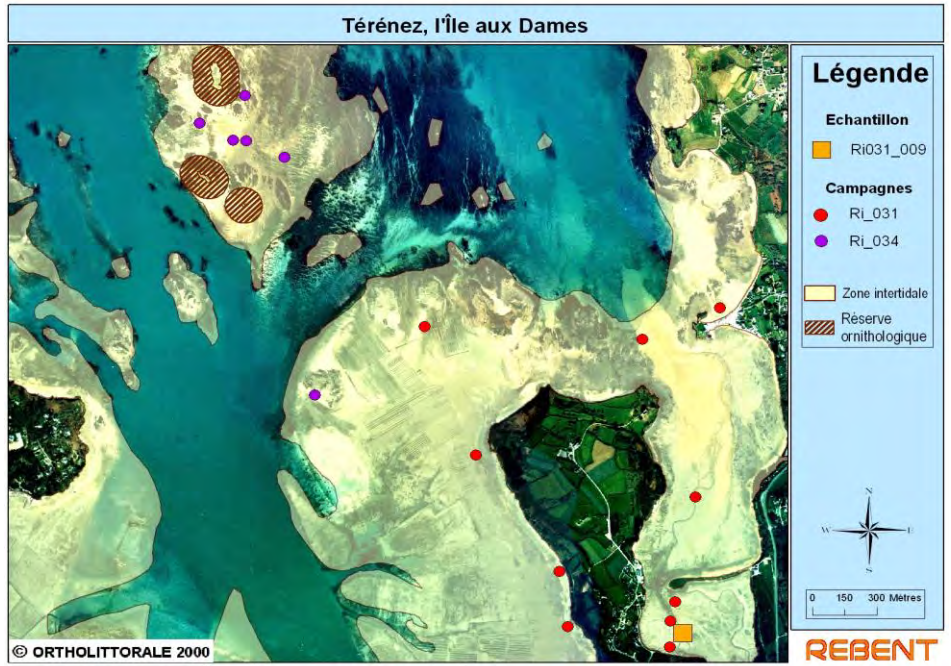 Térénez, l'Île aux Dames
Légende
Echantillon
Ri031_009
Campagnes
Ri_031
Ri_034
Zone intertidale
Réserve
ornithologique
N
W E
S
0 150 300 Mètres
© ORTHOLITTORALE 2000
REBENT